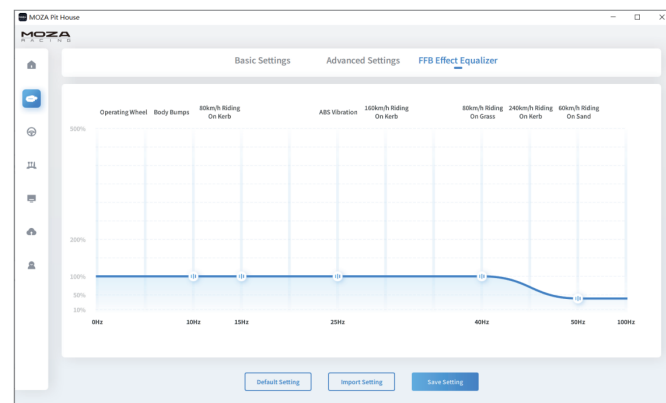 MOZA Pit House
MOZA
RACING
Basic Settings Advanced Settings FFB Effect Equalizer
Operating Wheel Body Bumps 80km/h Riding On Kerb ABS Vibration 160km/h Riding On Kerb 80km/h Riding On Grass 240km/h Riding On Kerb 60km/h Riding On Sand
500%
200%
100%
50%
10%
0Hz 10Hz 15Hz 25Hz 40Hz 50Hz 100Hz
Default Setting Import Setting Save Setting